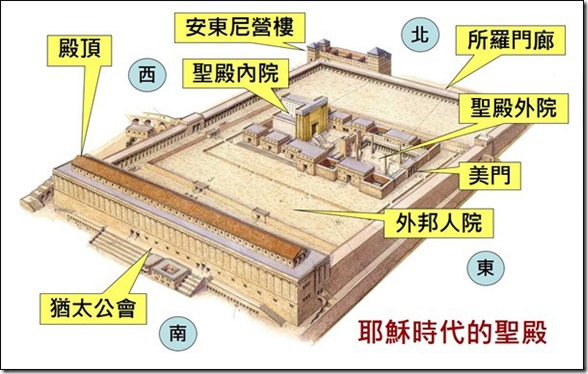 安東尼營樓
北
所羅門廊
殿頂
西
聖殿內院
聖殿外院
美門
外邦人院
東
猶太公會
南
耶穌時代的聖殿